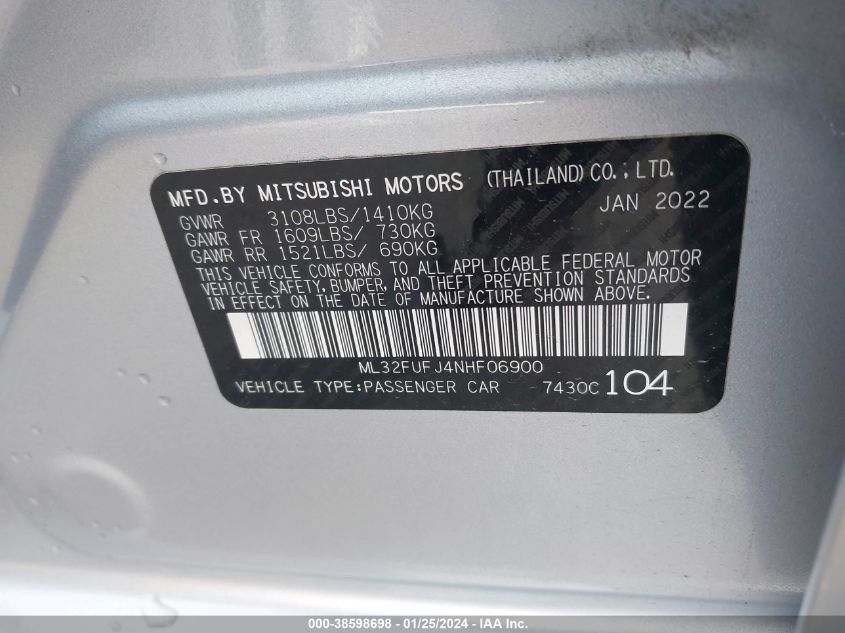 MFD.BY MITSUBISHI MOTORS (THAILAND) CO., LTD.
GVWR 3108LBS/1410KG JAN 2022
GAWR FR 1609LBS/ 730KG
GAWR RR 1521LBS/ 690KG
THIS VEHICLE CONFORMS TO ALL APPLICABLE FEDERAL MOTOR
VEHICLE SAFETY, BUMPER, AND THEFT PREVENTION STANDARDS
IN EFFECT ON THE DATE OF MANUFACTURE SHOWN ABOVE.
ML32FUFJ4NHF06900
VEHICLE TYPE:PASSENGER CAR 7430C 104
000-38598698 - 01/25/2024 - IAA Inc.